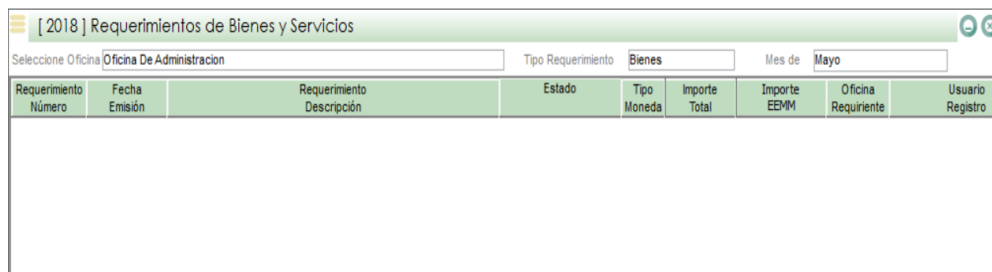 [ 2018 ] Requerimientos de Bienes y Servicios
Seleccione Oficina Oficina De Administracion Tipo Requerimiento Bienes Mes de Mayo
Requerimiento Fecha Requerimiento Estado Tipo Importe Importe Oficina Usuario
Número Emisión Descripción Moneda Total EEMM Requiriente Registro